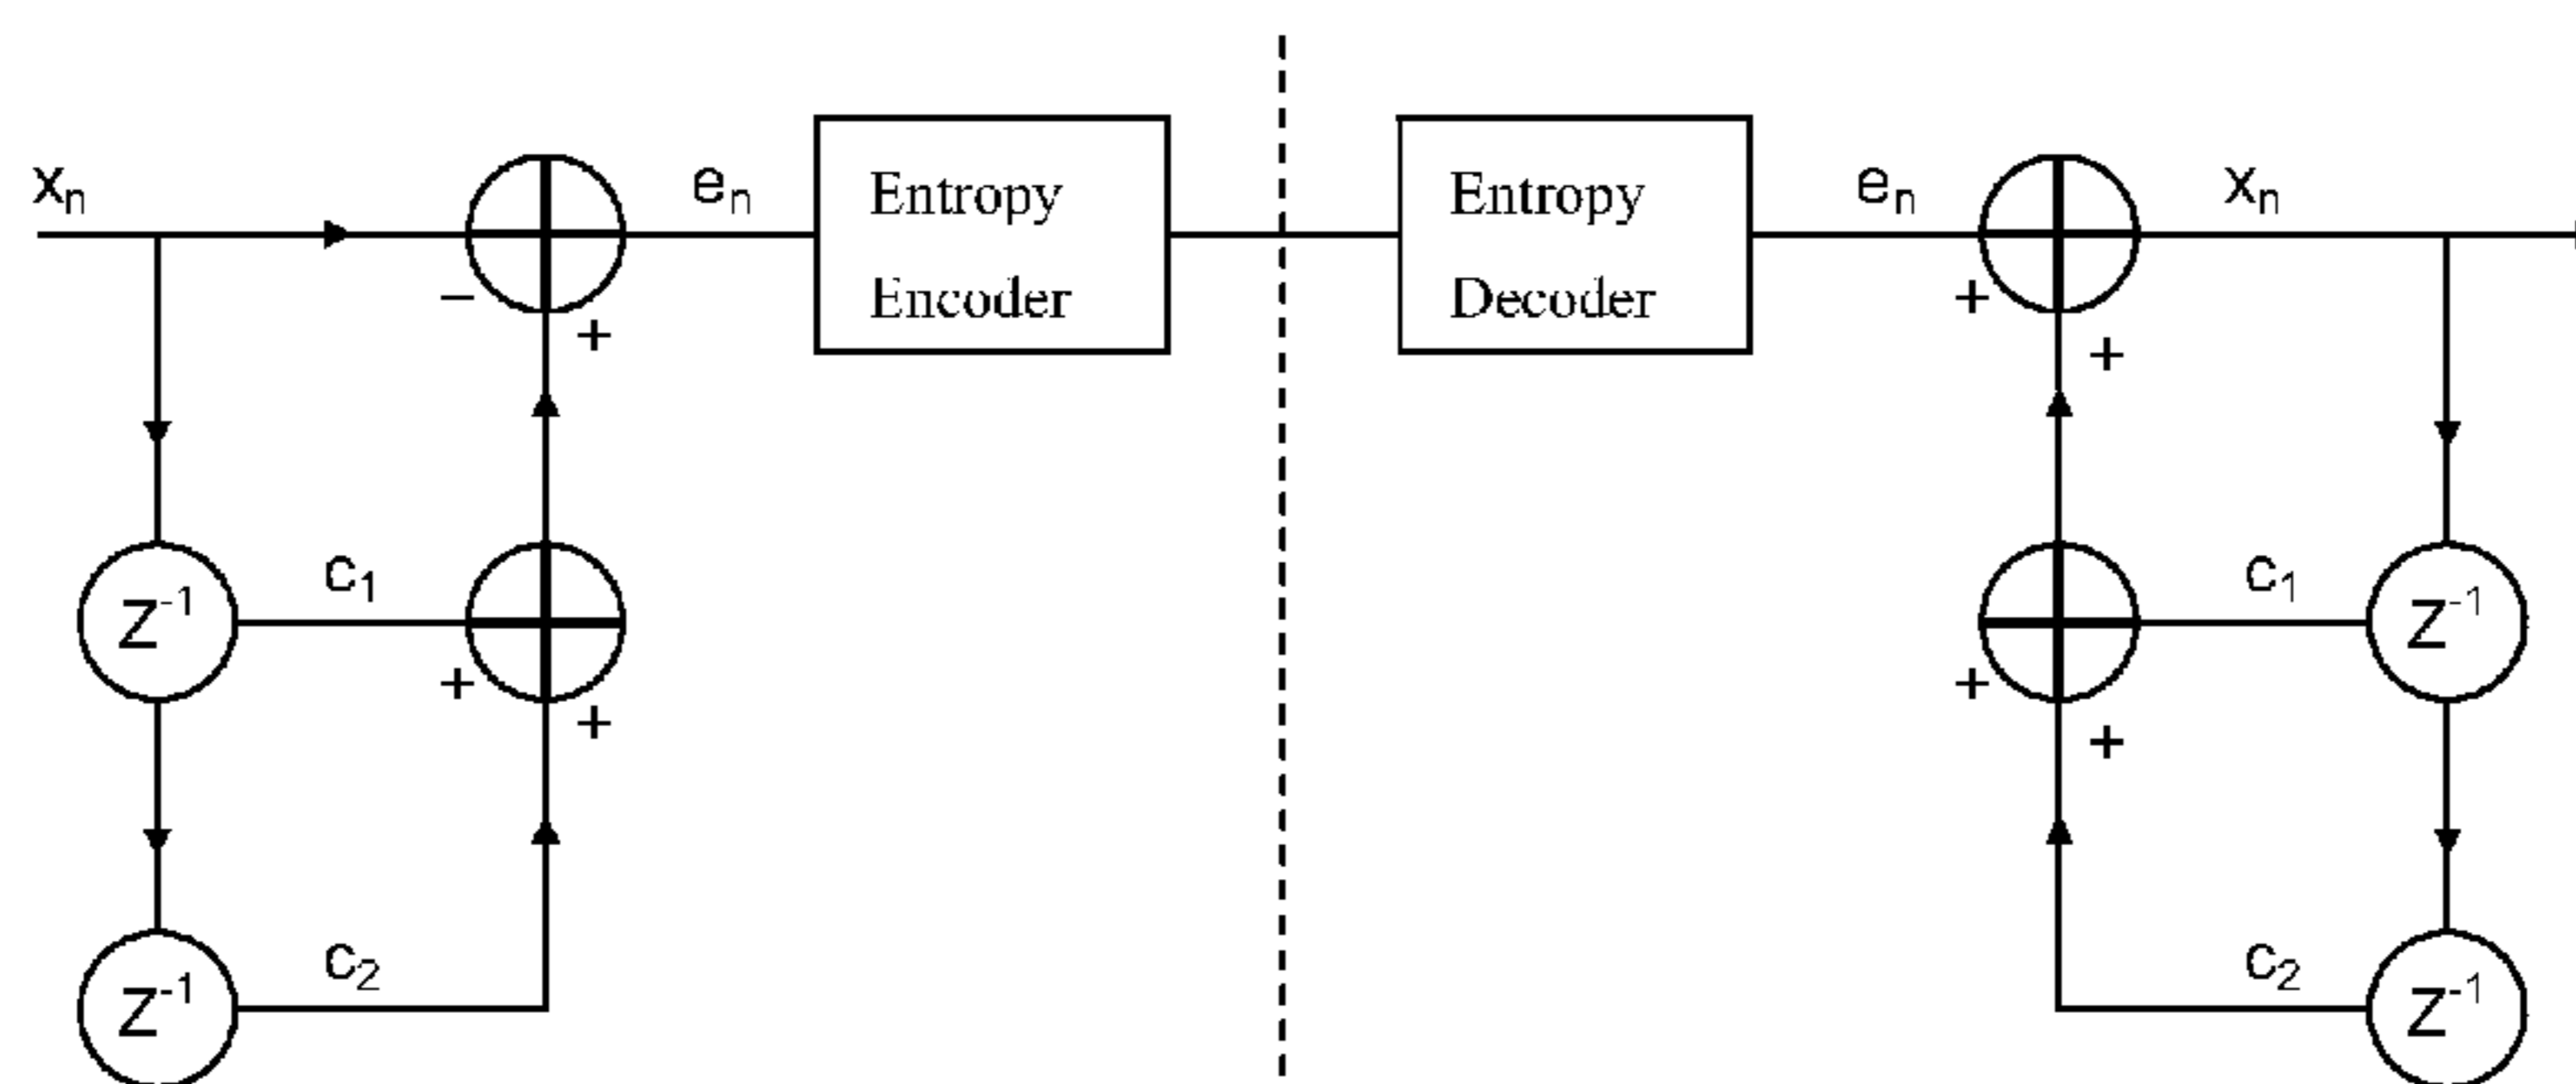 xₙ
eₙ
Entropy
Encoder
Entropy
Decoder
eₙ
xₙ
−
+
+
+
Z⁻¹
c₁
+
+
c₁
Z⁻¹
+
+
Z⁻¹
c₂
c₂
Z⁻¹